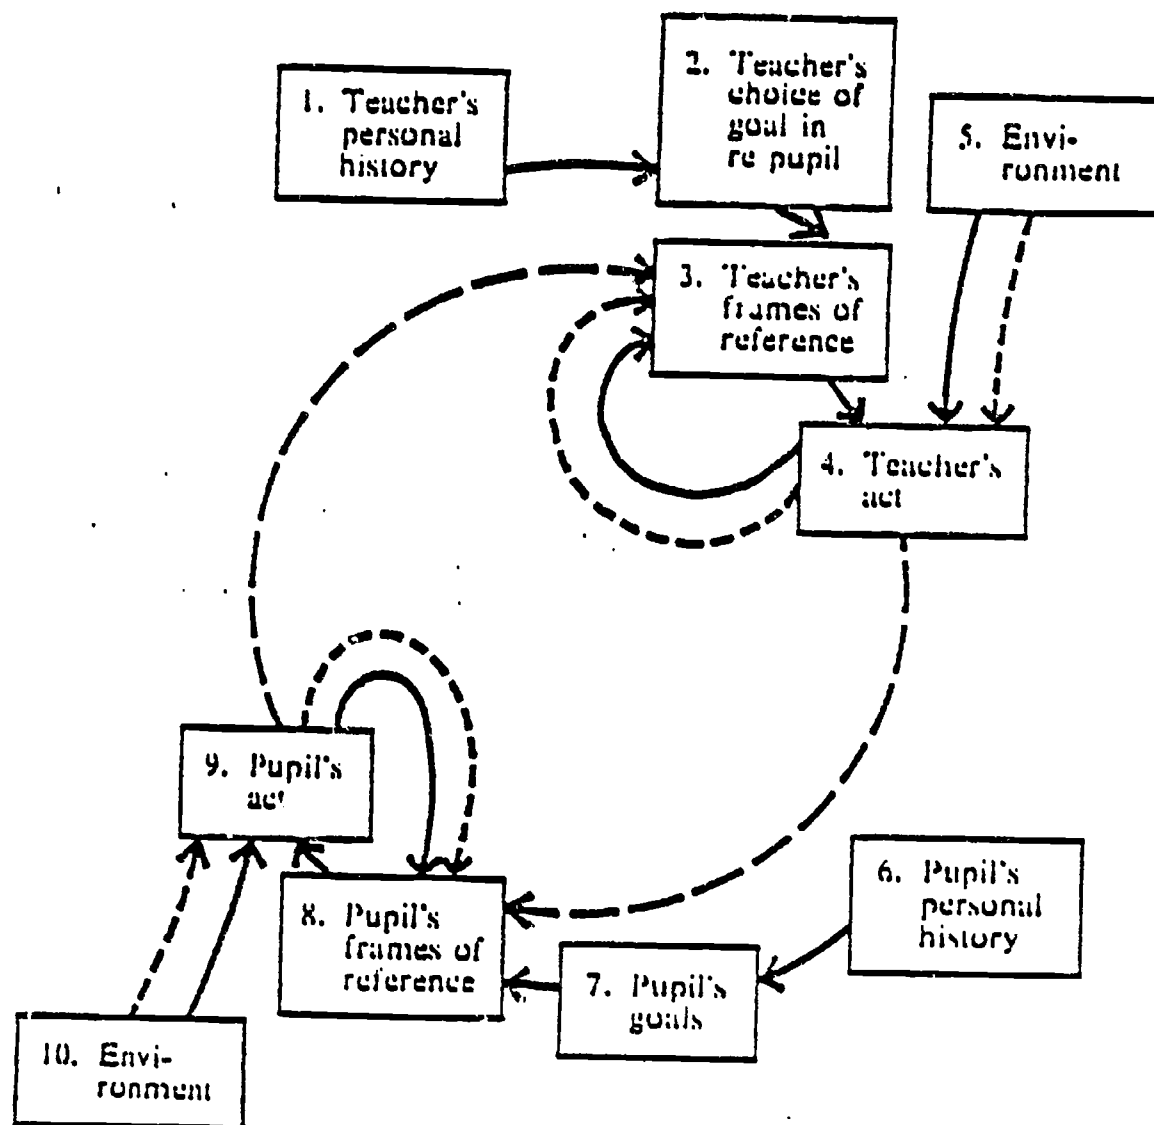 1. Teacher's
personal
history
2. Teacher's
choice of
goal in
re pupil
5. Envi-
ronment
3. Teacher's
frames of
reference
4. Teacher's
act
9. Pupil's
act
8. Pupil's
frames of
reference
6. Pupil's
personal
history
7. Pupil's
goals
10. Envi-
ronment